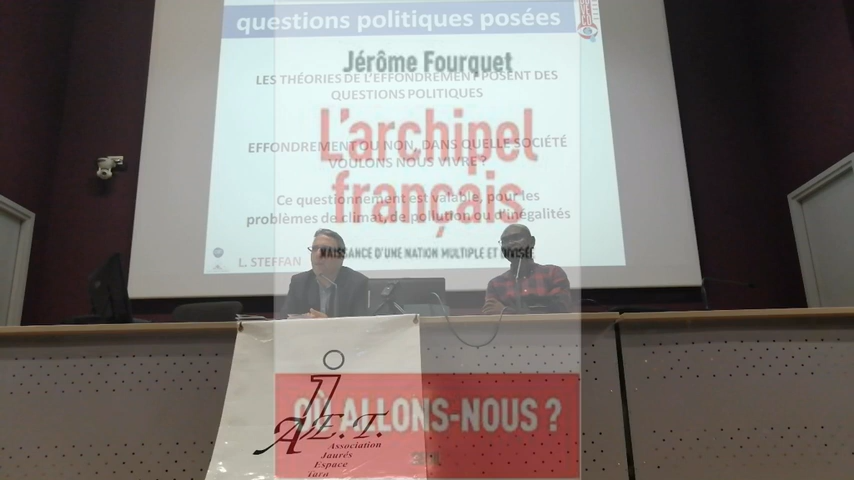 questions politiques posées
Jérôme Fourquet
LES THÉORIES DE L'EFFONDREMENT POSENT DES
QUESTIONS POLITIQUES
L'archipel
français
NAISSANCE D'UNE NATION MULTIPLE ET DIVISÉE
EFFONDREMENT OU NON, DANS QUELLE SOCIÉTÉ
VOULONS NOUS VIVRE ?
Ce questionnement est valable, pour les
problèmes de climat, de pollution ou d'inégalités
L. STEFFAN
OÙ ALLONS-NOUS ?
A.J.E.T.
Association
Jaurés
Espace
Tarn